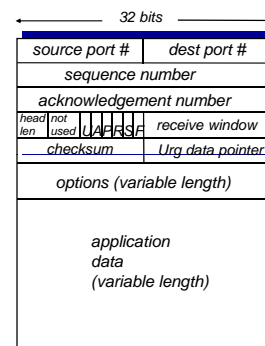 32 bits
source port # dest port #
sequence number
acknowledgement number
head len not used U A P R S F receive window
checksum Urg data pointer
options (variable length)
application
data
(variable length)